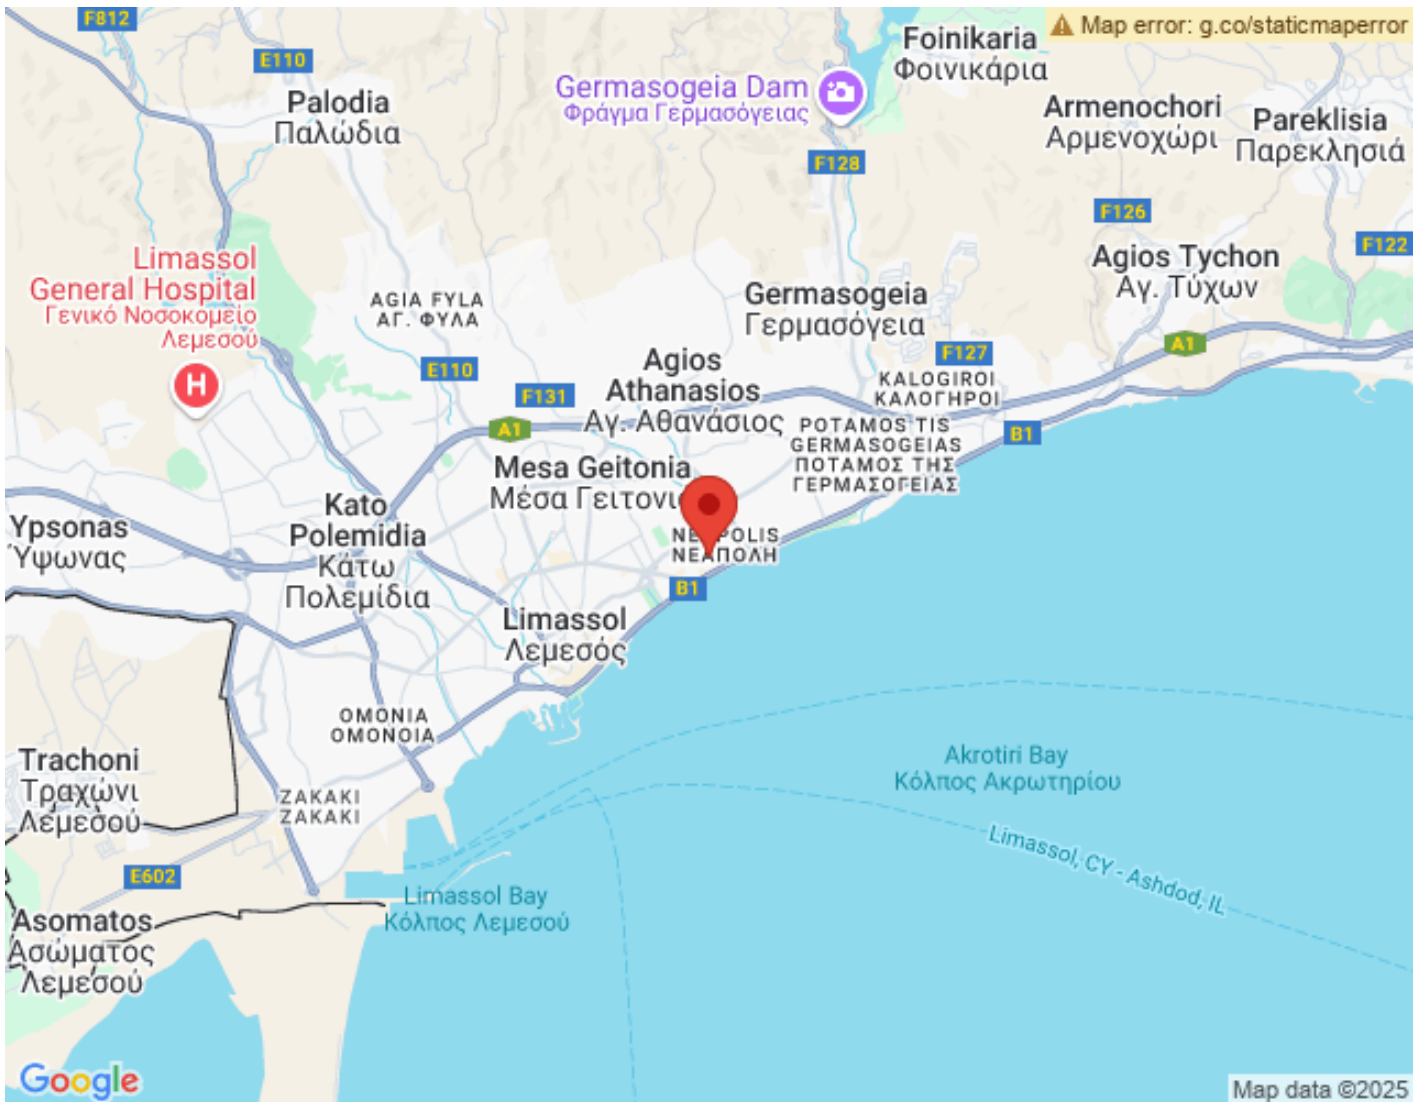 F812
Map error: g.co/staticmaperror
E110
Foinikaria
Φοινικάρια
Germasogeia Dam
Φράγμα Γερμασόγειας
Palodia
Παλώδια
Armenochori
Αρμενοχώρι
Pareklisia
Παρεκλησιά
F128
F126
F122
Limassol
General Hospital
Γενικό Νοσοκομείο
Λεμεσού
H
Agios Tychon
Αγ. Τύχων
AGIA FYLA
ΑΓ. ΦΥΛΑ
Germasogeia
Γερμασόγεια
A1
F127
E110
Agios
Athanasios
Αγ. Αθανάσιος
KALOGIROI
ΚΑΛΟΓΗΡΟΙ
F131
A1
B1
POTAMOS TIS
GERMASOGEIAS
ΠΟΤΑΜΟΣ ΤΗΣ
ΓΕΡΜΑΣΟΓΕΙΑΣ
Mesa Geitonia
Μέσα Γειτονι
Kato
Polemidia
Κάτω
Πολεμίδια
Ypsonas
Ύψωνας
ΝΕΑΠΟΛΗ
B1
Limassol
Λεμεσός
OMONIA
ΟΜΟΝΟΙΑ
Trachoni
Τραχώνι
Λεμεσού
ZAKAKI
ΖΑΚΑΚΙ
Akrotiri Bay
Κόλπος Ακρωτηρίου
Limassol, CY - Ashdod, IL
E602
Limassol Bay
Κόλπος Λεμεσού
Asomatos
Ασώματος
Λεμεσού
Google
Map data ©2025